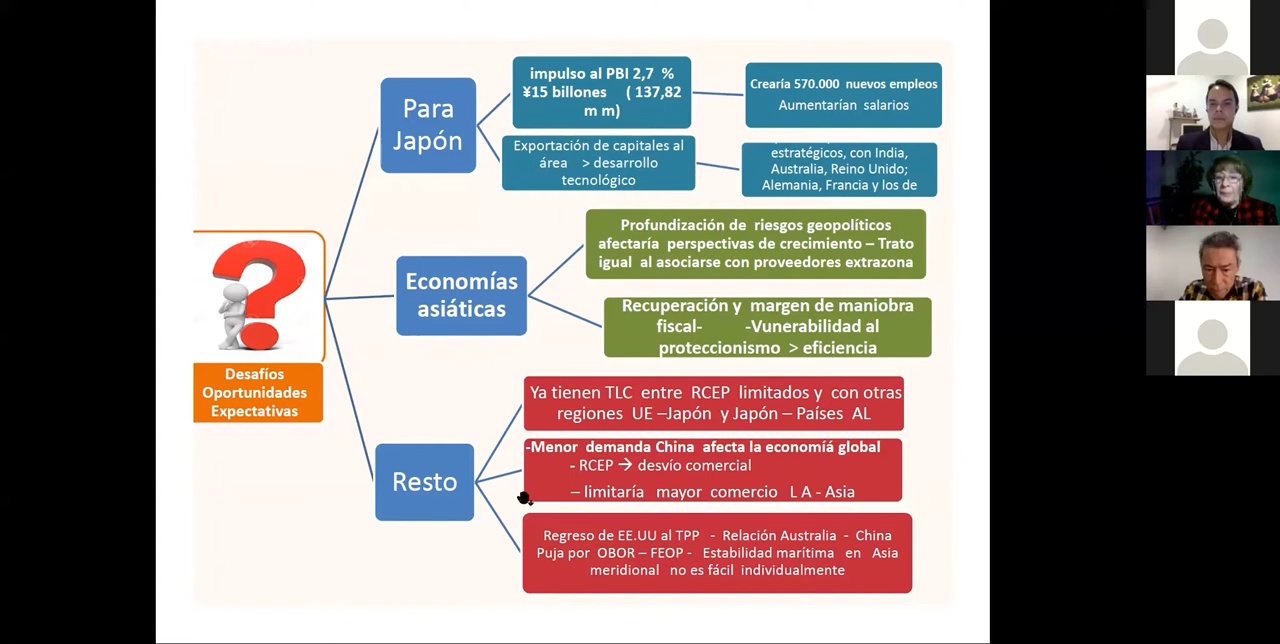 Desafíos
Oportunidades
Expectativas
Para
Japón
impulso al PBI 2,7 %
¥15 billones ( 137,82
m m)
Crearía 570.000 nuevos empleos
Aumentarían salarios
Exportación de capitales al
área > desarrollo
tecnológico
estratégicos, con India,
Australia, Reino Unido;
Alemania, Francia y los de
Economías
asiáticas
Profundización de riesgos geopolíticos
afectaría perspectivas de crecimiento – Trato
igual al asociarse con proveedores extrazona
Recuperación y margen de maniobra
fiscal- -Vulnerabilidad al
proteccionismo > eficiencia
Resto
Ya tienen TLC entre RCEP limitados y con otras
regiones UE –Japón y Japón – Países AL
-Menor demanda China afecta la economíá global
- RCEP → desvío comercial
– limitaría mayor comercio L A - Asia
Regreso de EE.UU al TPP - Relación Australia - China
Puja por OBOR – FEOP - Estabilidad marítima en Asia
meridional no es fácil individualmente